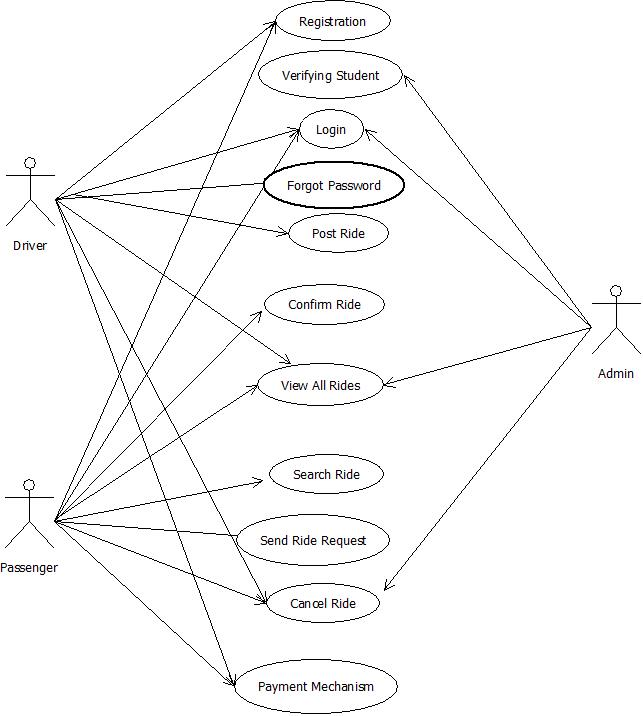 Registration
Verifying Student
Login
Forgot Password
Driver
Post Ride
Confirm Ride
Admin
View All Rides
Search Ride
Send Ride Request
Passenger
Cancel Ride
Payment Mechanism